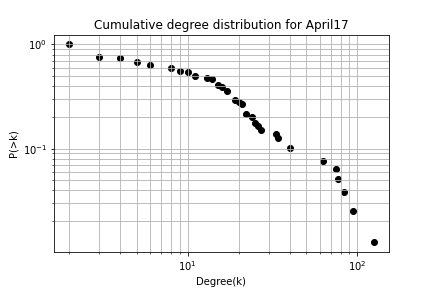 Cumulative degree distribution for April17
10⁰
10⁻¹
P(>k)
10¹
10²
Degree(k)